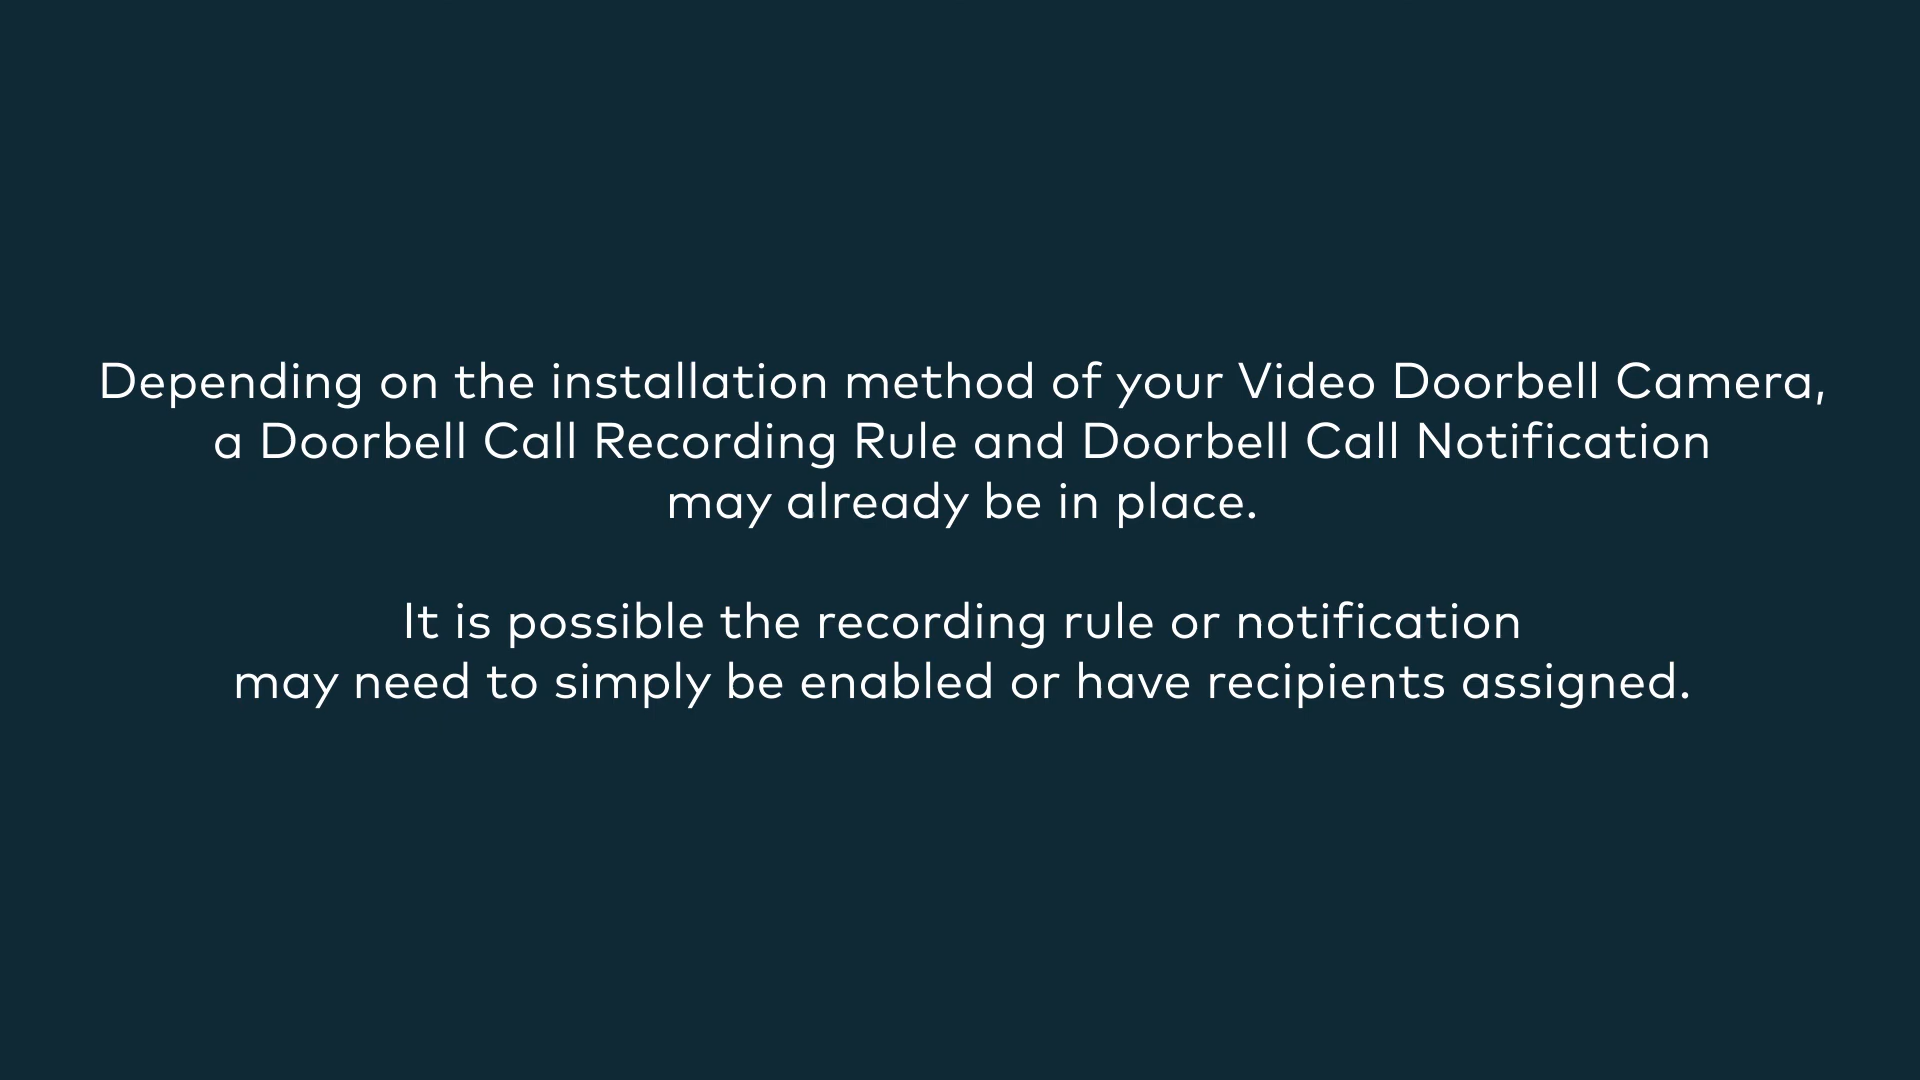 Depending on the installation method of your Video Doorbell Camera,
a Doorbell Call Recording Rule and Doorbell Call Notification
may already be in place.
It is possible the recording rule or notification
may need to simply be enabled or have recipients assigned.